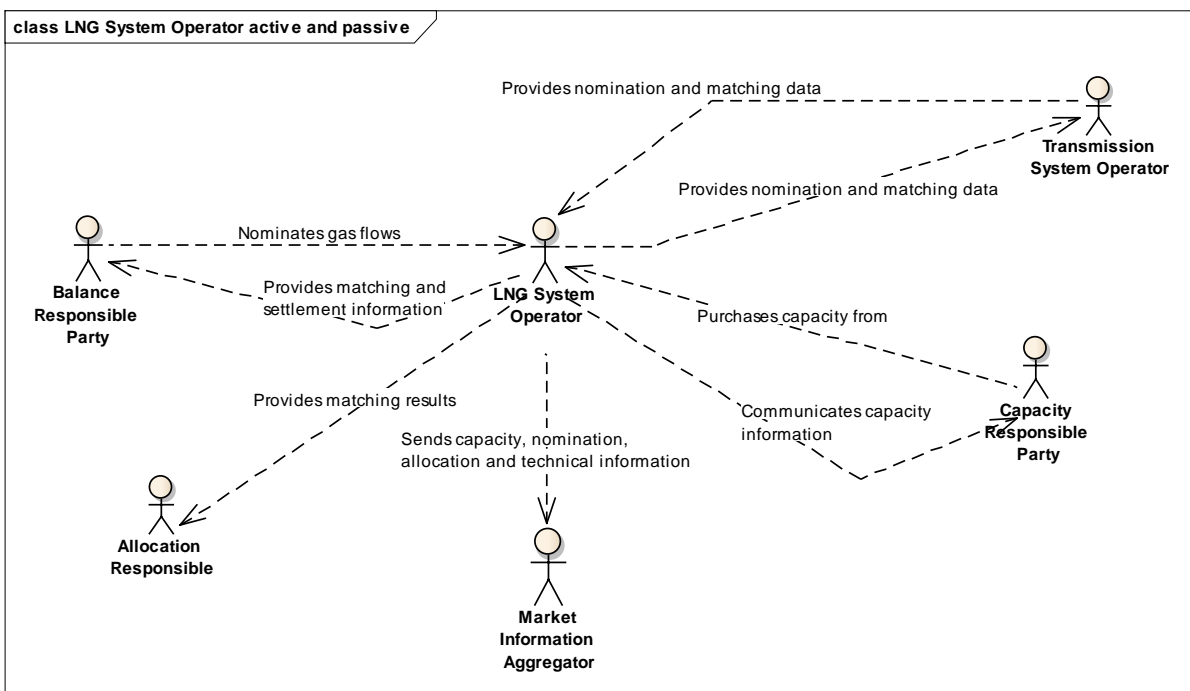 class LNG System Operator active and passive
Provides nomination and matching data
Transmission
System Operator
Provides nomination and matching data
Nominates gas flows
Balance
Responsible
Party
Provides matching and
settlement information
LNG System
Operator
Purchases capacity from
Provides matching results
Communicates capacity
information
Capacity
Responsible
Party
Sends capacity, nomination,
allocation and technical information
Allocation
Responsible
Market
Information
Aggregator